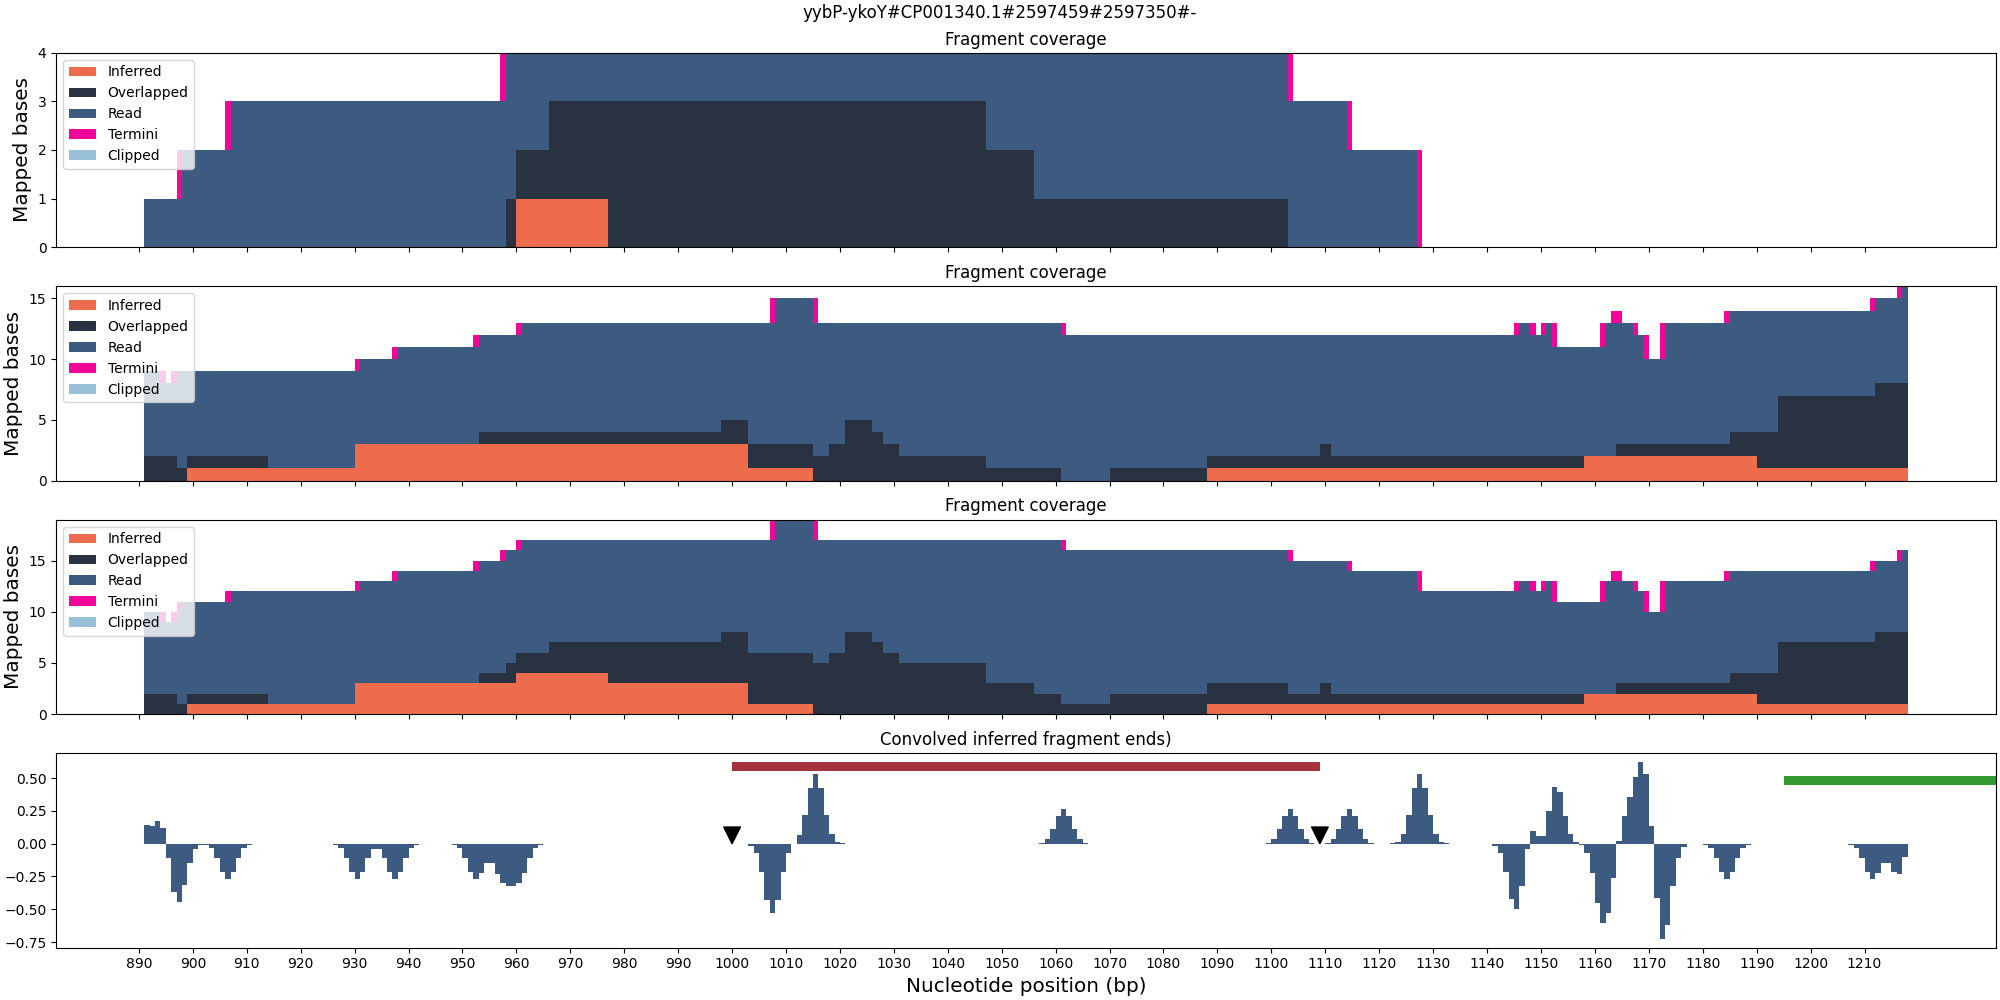 yybP-ykoY#CP001340.1#2597459#2597350#-
Fragment coverage
Mapped bases
4
3
2
1
0
Inferred
Overlapped
Read
Termini
Clipped
Fragment coverage
Mapped bases
15
10
5
0
Inferred
Overlapped
Read
Termini
Clipped
Fragment coverage
Mapped bases
15
10
5
0
Inferred
Overlapped
Read
Termini
Clipped
Convolved inferred fragment ends)
0.50
0.25
0.00
−0.25
−0.50
−0.75
890 900 910 920 930 940 950 960 970 980 990 1000 1010 1020 1030 1040 1050 1060 1070 1080 1090 1100 1110 1120 1130 1140 1150 1160 1170 1180 1190 1200 1210
Nucleotide position (bp)